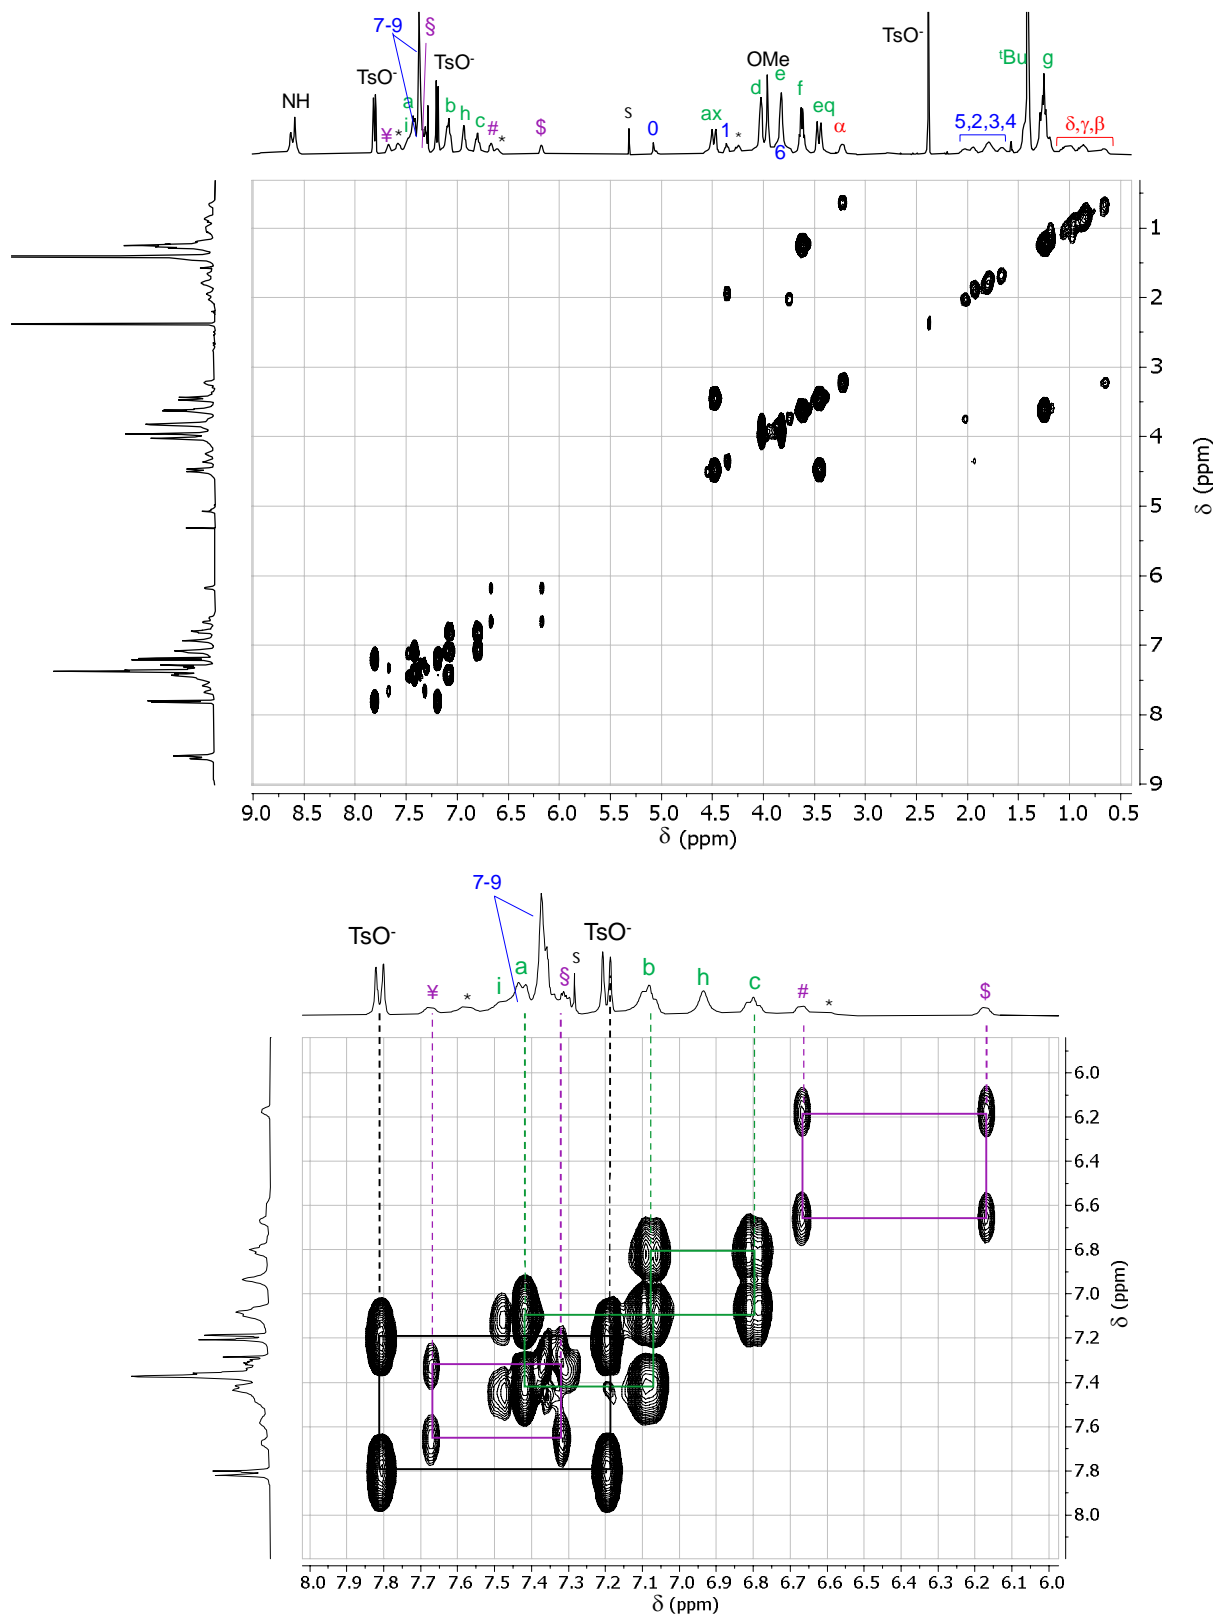 7-9 §
TsO⁻ TsO⁻ TsO⁻
OMe
NH a i b h c d e f g
ᵗBu
¥ * # * $ s 0 ax 1 * 6 eq α
5,2,3,4 δ,γ,β
1
2
3
4
5
6
7
8
9
δ (ppm)
9.0 8.5 8.0 7.5 7.0 6.5 6.0 5.5 5.0 4.5 4.0 3.5 3.0 2.5 2.0 1.5 1.0 0.5
δ (ppm)
7-9
TsO⁻ TsO⁻
¥ * i a § s b h c # * $
6.0
6.2
6.4
6.6
6.8
7.0
7.2
7.4
7.6
7.8
8.0
δ (ppm)
8.0 7.9 7.8 7.7 7.6 7.5 7.4 7.3 7.2 7.1 7.0 6.9 6.8 6.7 6.6 6.5 6.4 6.3 6.2 6.1 6.0
δ (ppm)